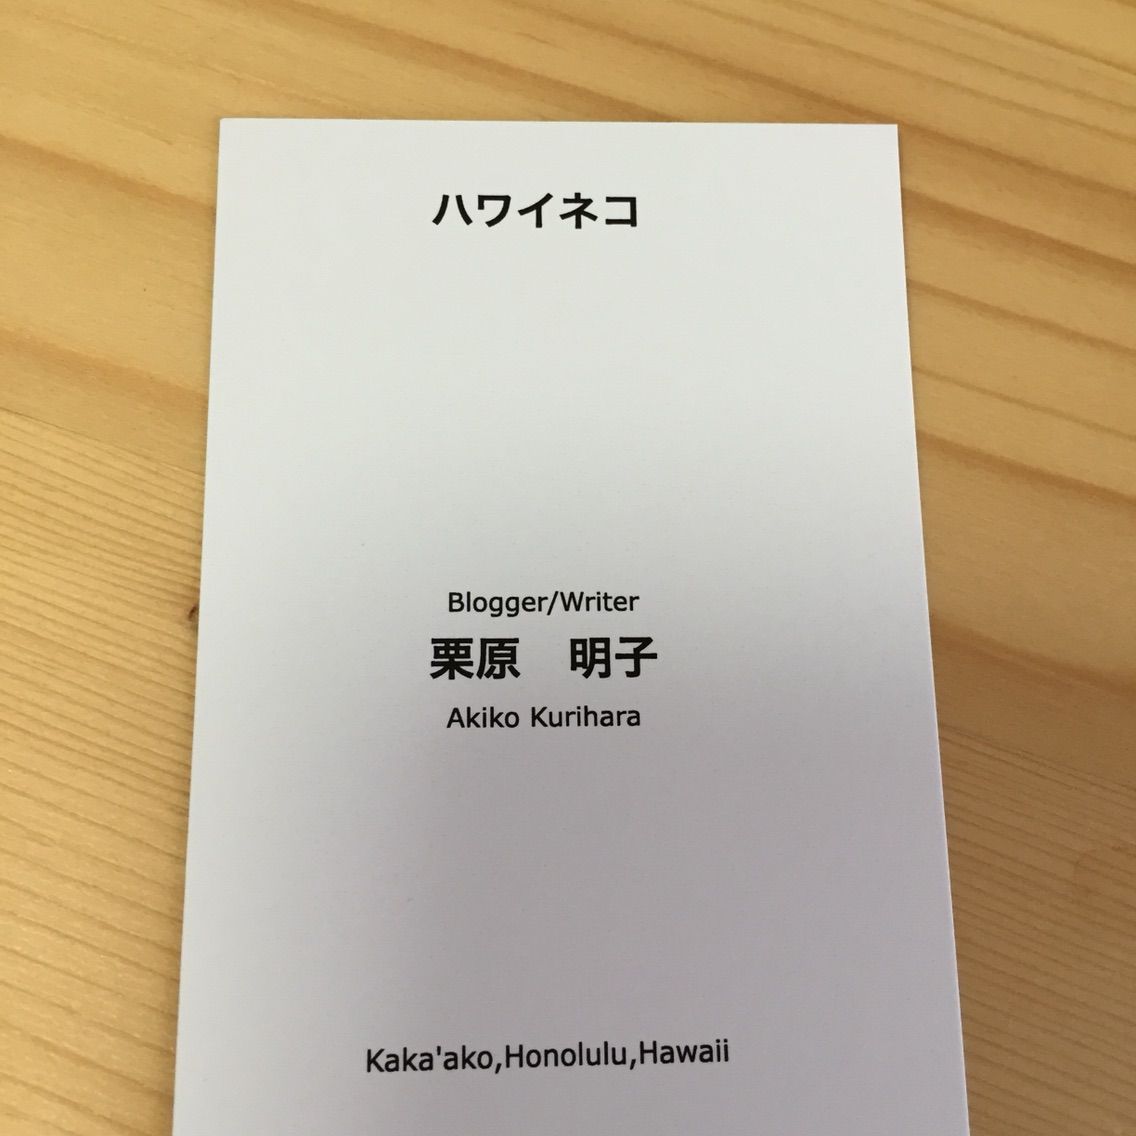 ハワイネコ
Blogger/Writer
栗原　明子
Akiko Kurihara
Kaka'ako,Honolulu,Hawaii